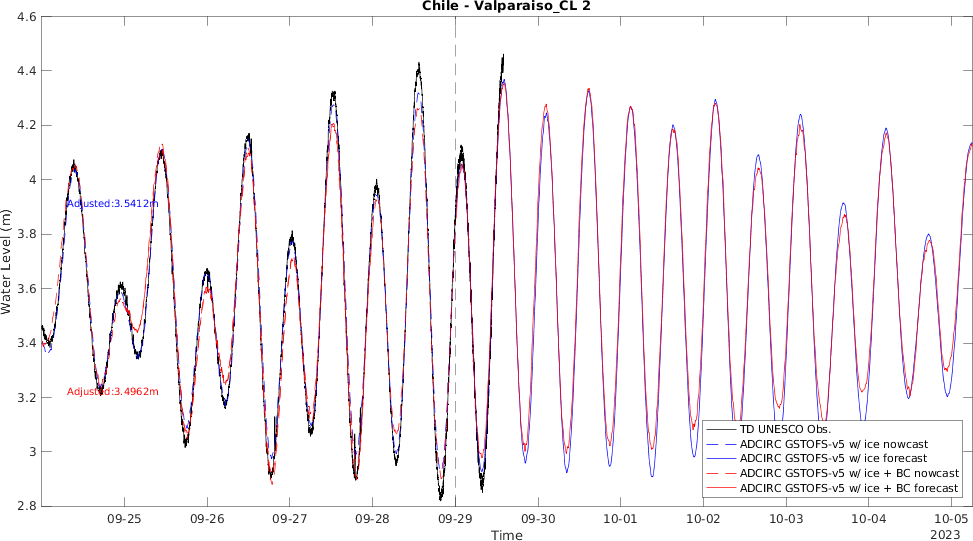 Chile - Valparaiso_CL 2
4.6
4.4
4.2
4
3.8
3.6
3.4
3.2
3
2.8
Water Level (m)
Adjusted:3.5412m
Adjusted:3.4962m
TD UNESCO Obs.
ADCIRC GSTOFS-v5 w/ ice nowcast
ADCIRC GSTOFS-v5 w/ ice forecast
ADCIRC GSTOFS-v5 w/ ice + BC nowcast
ADCIRC GSTOFS-v5 w/ ice + BC forecast
09-25 09-26 09-27 09-28 09-29 09-30 10-01 10-02 10-03 10-04 10-05
Time
2023